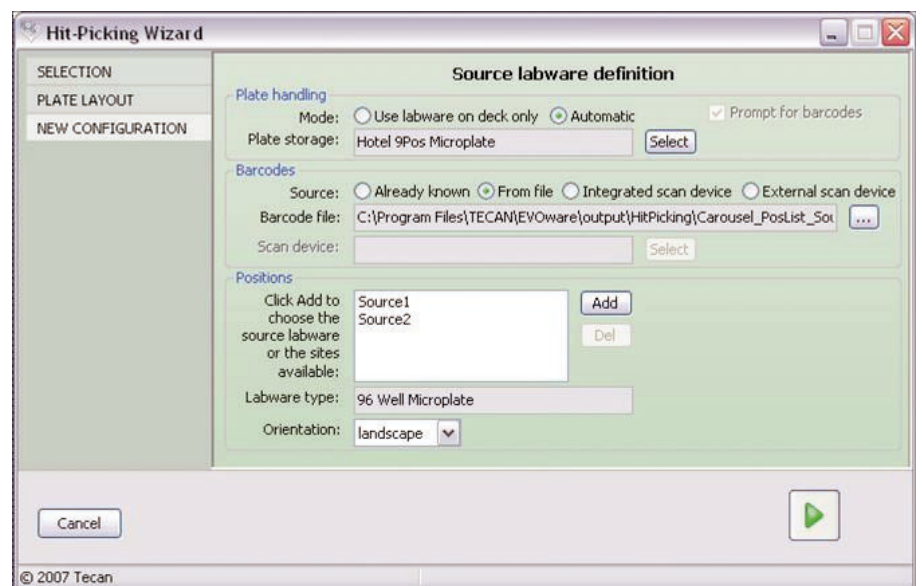 Hit-Picking Wizard
SELECTION
PLATE LAYOUT
NEW CONFIGURATION
Source labware definition
Plate handling
Mode: Use labware on deck only Automatic Prompt for barcodes
Plate storage: Hotel 9Pos Microplate Select
Barcodes
Source: Already known From file Integrated scan device External scan device
Barcode file: C:\Program Files\TECAN\EVOware\output\HitPicking\Carousel_PosList_Sou ...
Scan device: Select
Positions
Click Add to
choose the
source labware
or the sites
available:
Source1
Source2
Add
Del
Labware type: 96 Well Microplate
Orientation: landscape
Cancel
© 2007 Tecan